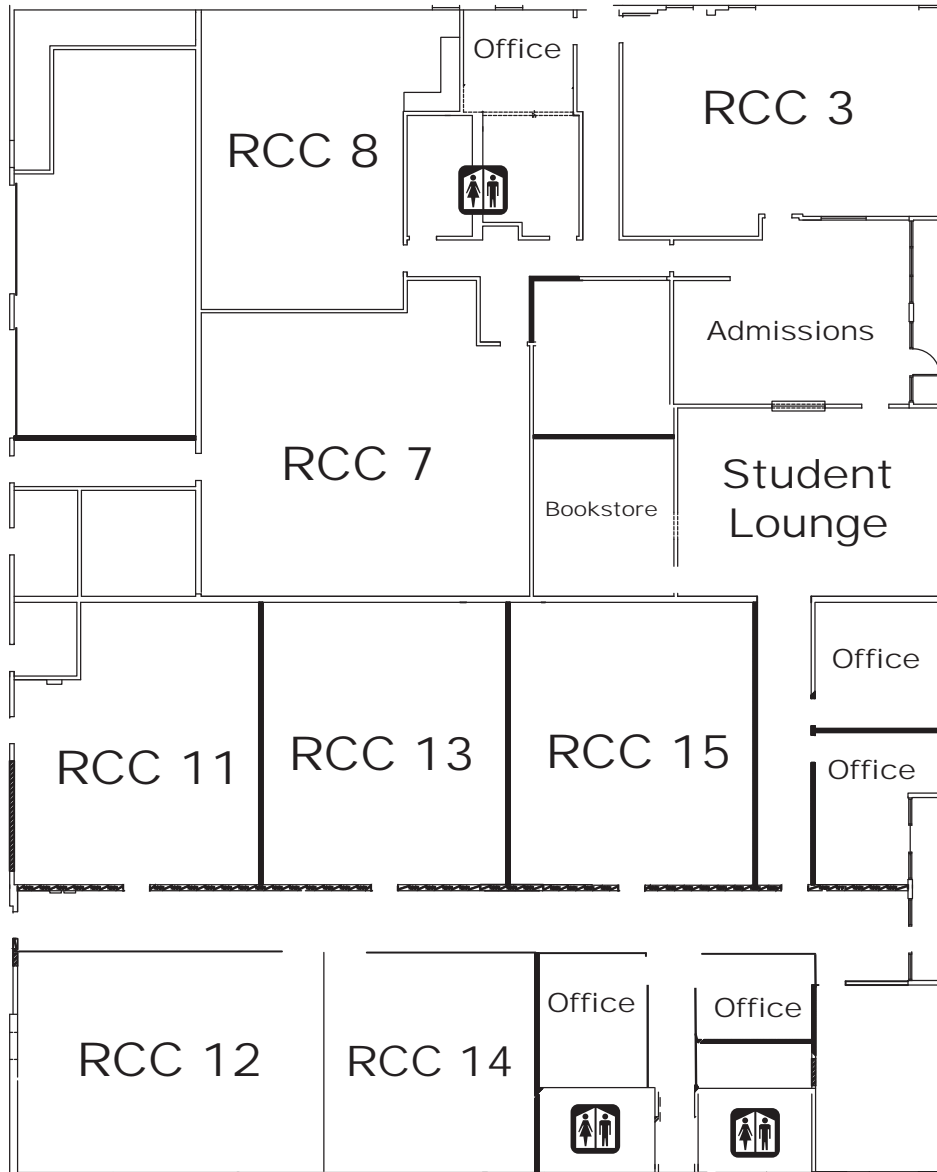 Office
RCC 3
RCC 8
Admissions
RCC 7
Student
Lounge
Bookstore
Office
RCC 11
RCC 13
RCC 15
Office
Office
Office
RCC 12
RCC 14